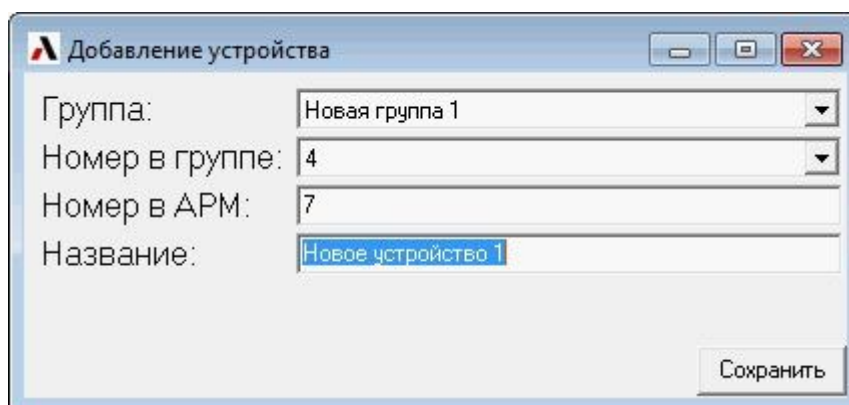 Добавление устройства
Группа: Новая группа 1
Номер в группе: 4
Номер в АРМ: 7
Название: Новое устройство 1
Сохранить